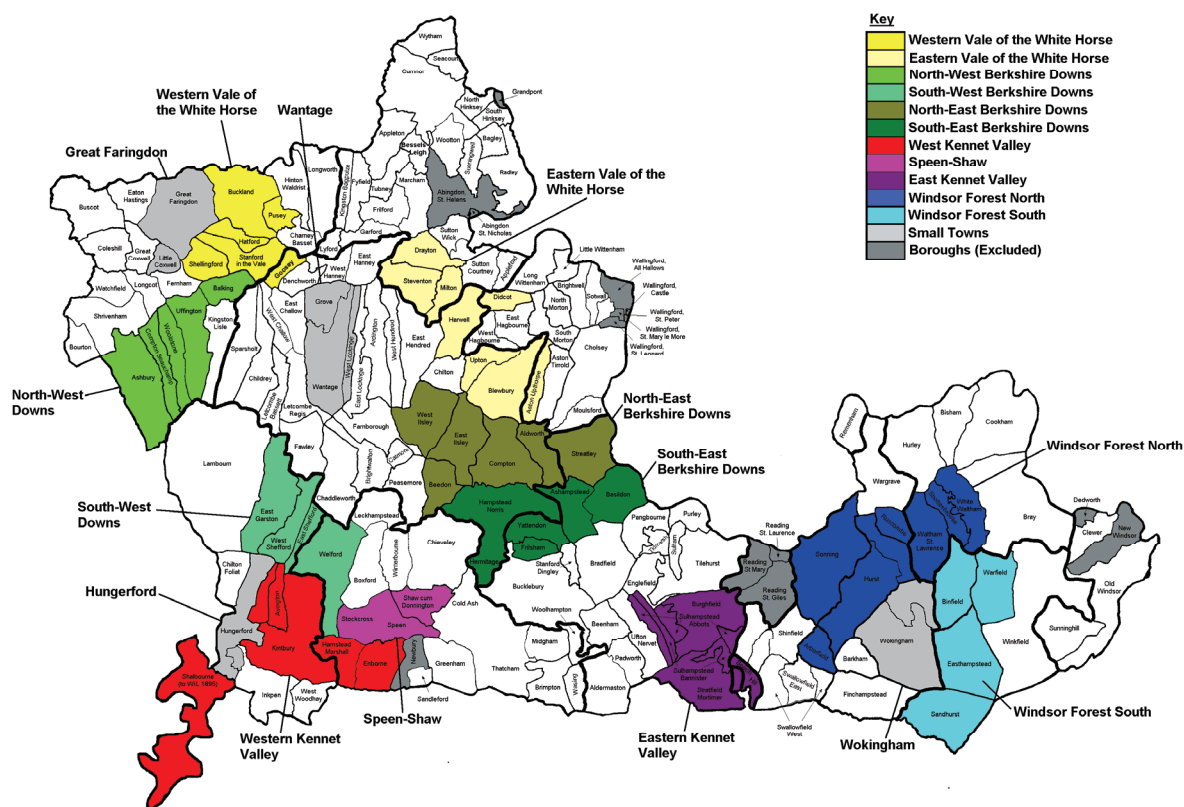 Key
Western Vale of the White Horse
Eastern Vale of the White Horse
North-West Berkshire Downs
South-West Berkshire Downs
North-East Berkshire Downs
South-East Berkshire Downs
West Kennet Valley
Speen-Shaw
East Kennet Valley
Windsor Forest North
Windsor Forest South
Small Towns
Boroughs (Excluded)
Western Vale
of the
White Horse
Wantage
Great Faringdon
Eastern Vale of the
White Horse
North-West
Downs
North-East
Berkshire Downs
South-East
Berkshire Downs
South-West
Downs
Hungerford
Western Kennet
Valley
Speen-Shaw
Eastern Kennet
Valley
Wokingham
Windsor Forest North
Windsor Forest South
Wytham
Seacourt
Cumnor
North
Hinksey
Grandpont
South
Hinksey
Appleton
Bessels
Leigh
Wootton
Sunningwell
Bagley
Radley
Abingdon
St. Helens
Abingdon
St. Nicholas
Sutton
Wick
Marcham
Tubney
Fyfield
Frilford
Garford
Kingston Bagpuize
Longworth
Hinton
Waldrist
Buckland
Pusey
Charney
Basset
Lyford
Hatford
Stanford
in the Vale
Shellingford
Goosey
Great
Faringdon
Little
Coxwell
Great
Coxwell
Eaton
Hastings
Buscot
Coleshill
Watchfield
Longcot
Fernham
Shrivenham
Bourton
Balking
Uffington
Woolstone
Compton Beauchamp
Ashbury
Kingston
Lisle
Sparsholt
Childrey
West Challow
East
Challow
Denchworth
West
Hanney
East
Hanney
Grove
Wantage
Letcombe
Bassett
Letcombe
Regis
West Lockinge
East Lockinge
Ardington
West Hendred
East
Hendred
Drayton
Steventon
Milton
Sutton
Courtney
Appleford
Long
Wittenham
Little Wittenham
Brightwell
Sotwell
Didcot
Harwell
West
Hagbourne
East
Hagbourne
North
Moreton
South
Moreton
Aston
Tirrold
Aston Upthorpe
Upton
Blewbury
Chilton
Cholsey
Moulsford
Wallingford,
All Hallows
Wallingford,
Castle
Wallingford,
St. Peter
Wallingford,
St. Mary le More
Wallingford,
St. Leonard
West
Ilsley
East
Ilsley
Compton
Aldworth
Streatley
Beedon
Farnborough
Catmore
Brightwalton
Peasemore
Fawley
Chaddleworth
Leckhampstead
Lambourn
East
Garston
West
Shefford
East Shefford
Welford
Boxford
Winterbourne
Chieveley
Hampstead
Norris
Ashampstead
Basildon
Yattendon
Frilsham
Hermitage
Stanford
Dingley
Bucklebury
Bradfield
Pangbourne
Purley
Sulham
Tilehurst
Englefield
Chilton
Foliat
Hungerford
Avington
Kintbury
Shalbourne
(to Wilt. 1895)
Inkpen
West
Woodhay
Hamstead
Marshall
Enborne
Newbury
Stockcross
Speen
Shaw cum
Donnington
Cold Ash
Greenham
Sandleford
Thatcham
Midgham
Woolhampton
Brimpton
Wasing
Aldermaston
Beenham
Padworth
Ufton
Nervet
Burghfield
Sulhampstead
Abbots
Sulhampstead
Bannister
Stratfield
Mortimer
Reading
St. Laurence
Reading
St Mary
Reading
St. Giles
Shinfield
Swallowfield
East
Swallowfield
West
Arborfield
Barkham
Finchampstead
Wokingham
Sonning
Hurst
Ruscombe
Wargrave
Remenham
Hurley
Bisham
Cookham
White
Waltham
Shottesbrooke
Waltham
St. Lawrence
Bray
Binfield
Warfield
Easthampstead
Sandhurst
Winkfield
Sunninghill
Old
Windsor
New
Windsor
Clewer
Dedworth